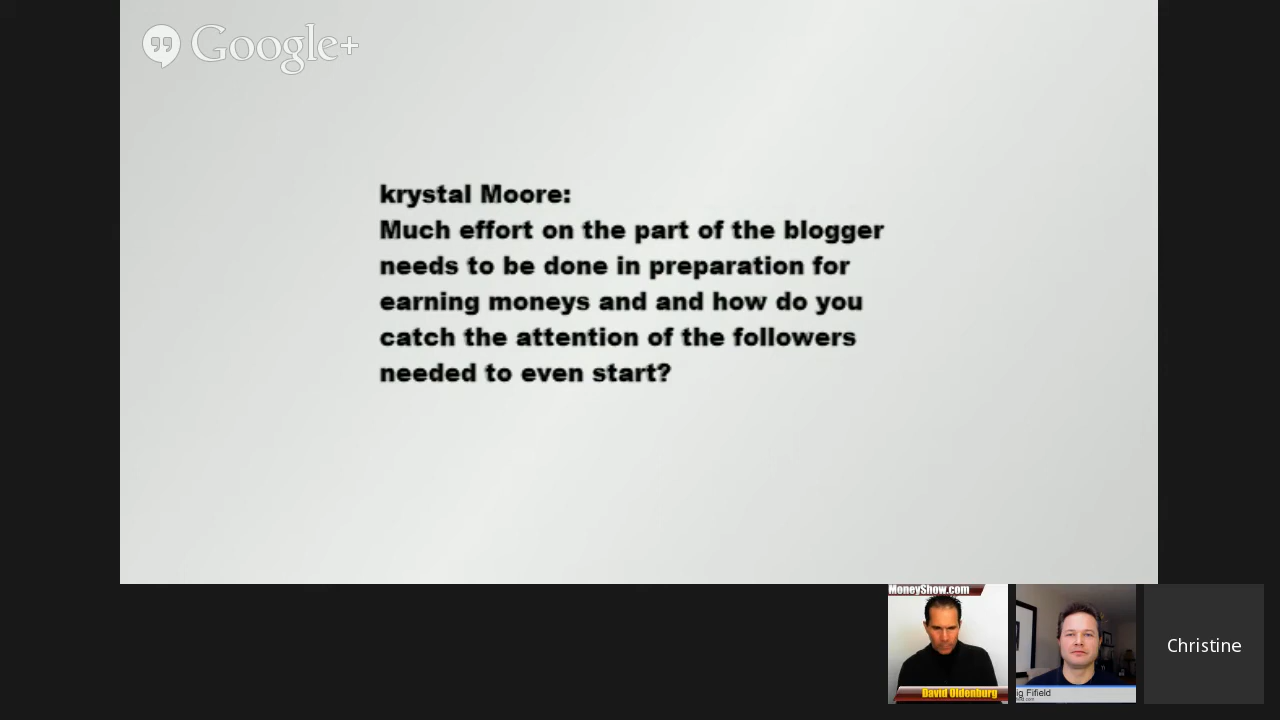 Google+
krystal Moore:
Much effort on the part of the blogger
needs to be done in preparation for
earning moneys and and how do you
catch the attention of the followers
needed to even start?
MoneyShow.com
David Oldenburg
ig Fifield
Christine